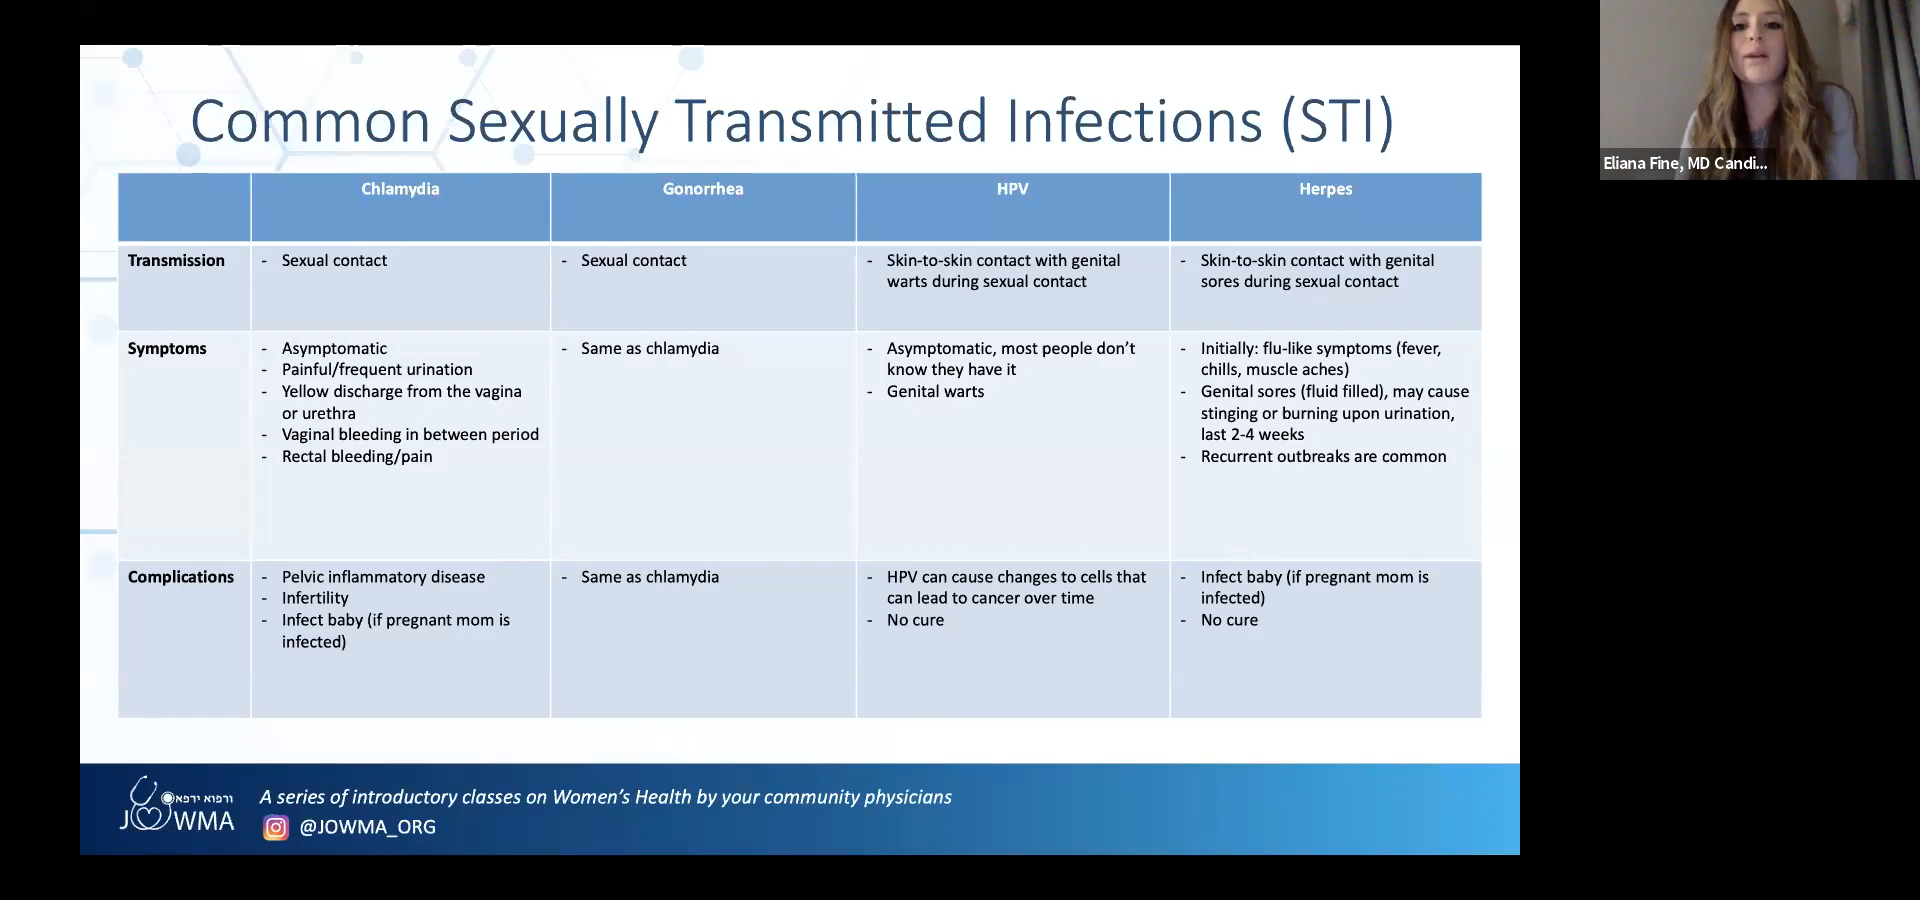 Common Sexually Transmitted Infections (STI)
Chlamydia
Gonorrhea
HPV
Herpes
Transmission
- Sexual contact
- Sexual contact
- Skin-to-skin contact with genital
warts during sexual contact
- Skin-to-skin contact with genital
sores during sexual contact
Symptoms
- Asymptomatic
- Painful/frequent urination
- Yellow discharge from the vagina
or urethra
- Vaginal bleeding in between period
- Rectal bleeding/pain
- Same as chlamydia
- Asymptomatic, most people don’t
know they have it
- Genital warts
- Initially: flu-like symptoms (fever,
chills, muscle aches)
- Genital sores (fluid filled), may cause
stinging or burning upon urination,
last 2-4 weeks
- Recurrent outbreaks are common
Complications
- Pelvic inflammatory disease
- Infertility
- Infect baby (if pregnant mom is
infected)
- Same as chlamydia
- HPV can cause changes to cells that
can lead to cancer over time
- No cure
- Infect baby (if pregnant mom is
infected)
- No cure
ורפוא ירפא
JOWMA
A series of introductory classes on Women’s Health by your community physicians
@JOWMA_ORG
Eliana Fine, MD Candi...